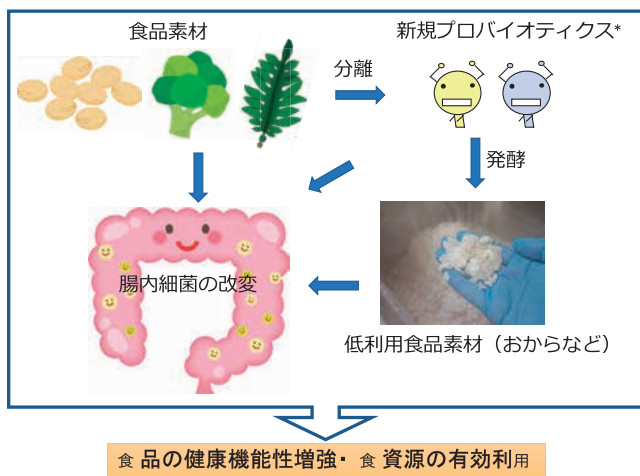 食品素材
新規プロバイオティクス*
分離
発酵
腸内細菌の改変
低利用食品素材（おからなど）
食 品の健康機能性増強・ 食 資源の有効利用